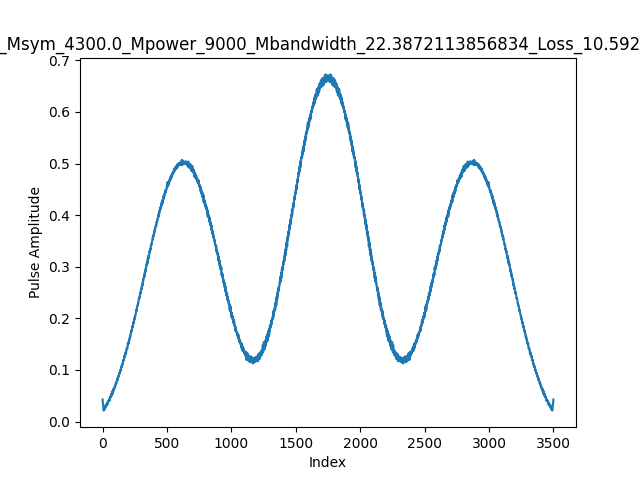 _Msym_4300.0_Mpower_9000_Mbandwidth_22.3872113856834_Loss_10.592
0.7
0.6
0.5
0.4
0.3
0.2
0.1
0.0
Pulse Amplitude
0 500 1000 1500 2000 2500 3000 3500
Index